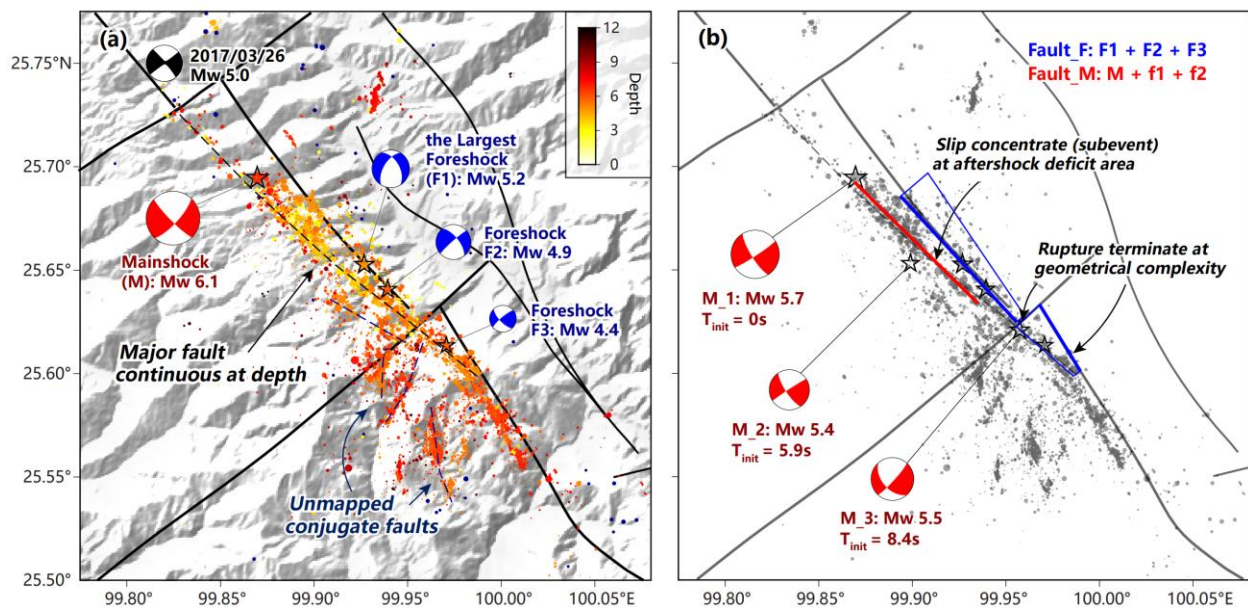 (a)
2017/03/26
Mw 5.0
12
9
6
3
0
Depth
the Largest
Foreshock
(F1): Mw 5.2
Foreshock
F2: Mw 4.9
Foreshock
F3: Mw 4.4
Mainshock
(M): Mw 6.1
Major fault
continuous at depth
Unmapped
conjugate faults
25.75°N
25.70°
25.65°
25.60°
25.55°
25.50°
99.80°
99.85°
99.90°
99.95°
100.00°
100.05°E
(b)
Fault_F: F1 + F2 + F3
Fault_M: M + f1 + f2
Slip concentrate (subevent)
at aftershock deficit area
Rupture terminate at
geometrical complexity
M_1: Mw 5.7
Tinit = 0s
M_2: Mw 5.4
Tinit = 5.9s
M_3: Mw 5.5
Tinit = 8.4s
99.80°
99.85°
99.90°
99.95°
100.00°
100.05°E